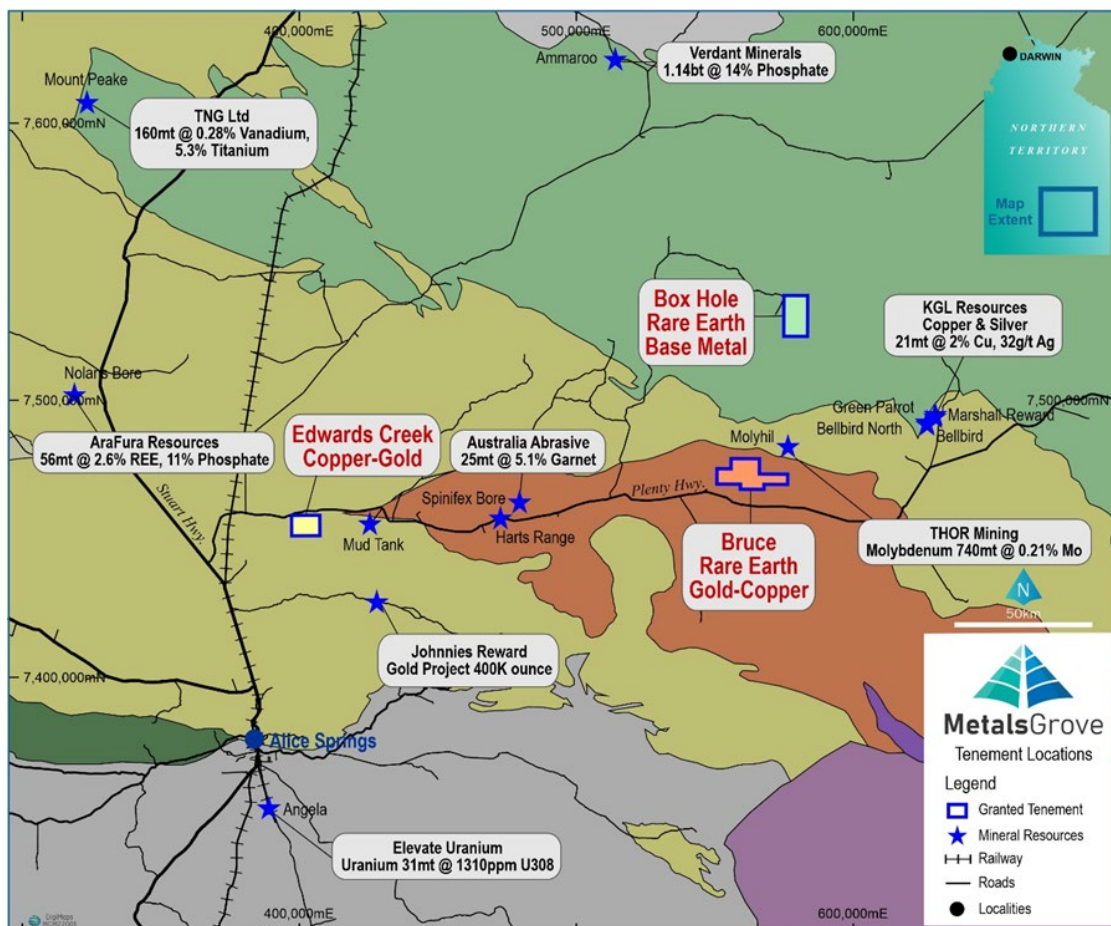 400,000mE
500,000mE
600,000mE
Ammaroo
Verdant Minerals
1.14bt @ 14% Phosphate
DARWIN
NORTHERN
TERRITORY
Map
Extent
Mount Peake
TNG Ltd
160mt @ 0.28% Vanadium,
5.3% Titanium
7,600,000mN
Box Hole
Rare Earth
Base Metal
KGL Resources
Copper & Silver
21mt @ 2% Cu, 32g/t Ag
Nolans Bore
7,500,000mN
7,500,000mN
Green Parrot
Marshall Reward
Bellbird North
Bellbird
AraFura Resources
56mt @ 2.6% REE, 11% Phosphate
Edwards Creek
Copper-Gold
Australia Abrasive
25mt @ 5.1% Garnet
Molyhil
Spinifex Bore
Plenty Hwy.
Stuart Hwy.
Mud Tank
Harts Range
Bruce
Rare Earth
Gold-Copper
THOR Mining
Molybdenum 740mt @ 0.21% Mo
N
50km
Johnnies Reward
Gold Project 400K ounce
7,400,000mN
Alice Springs
Angela
Elevate Uranium
Uranium 31mt @ 1310ppm U308
MetalsGrove
Tenement Locations
Legend
Granted Tenement
Mineral Resources
Railway
Roads
Localities
DigiMaps
400,000mE
600,000mE